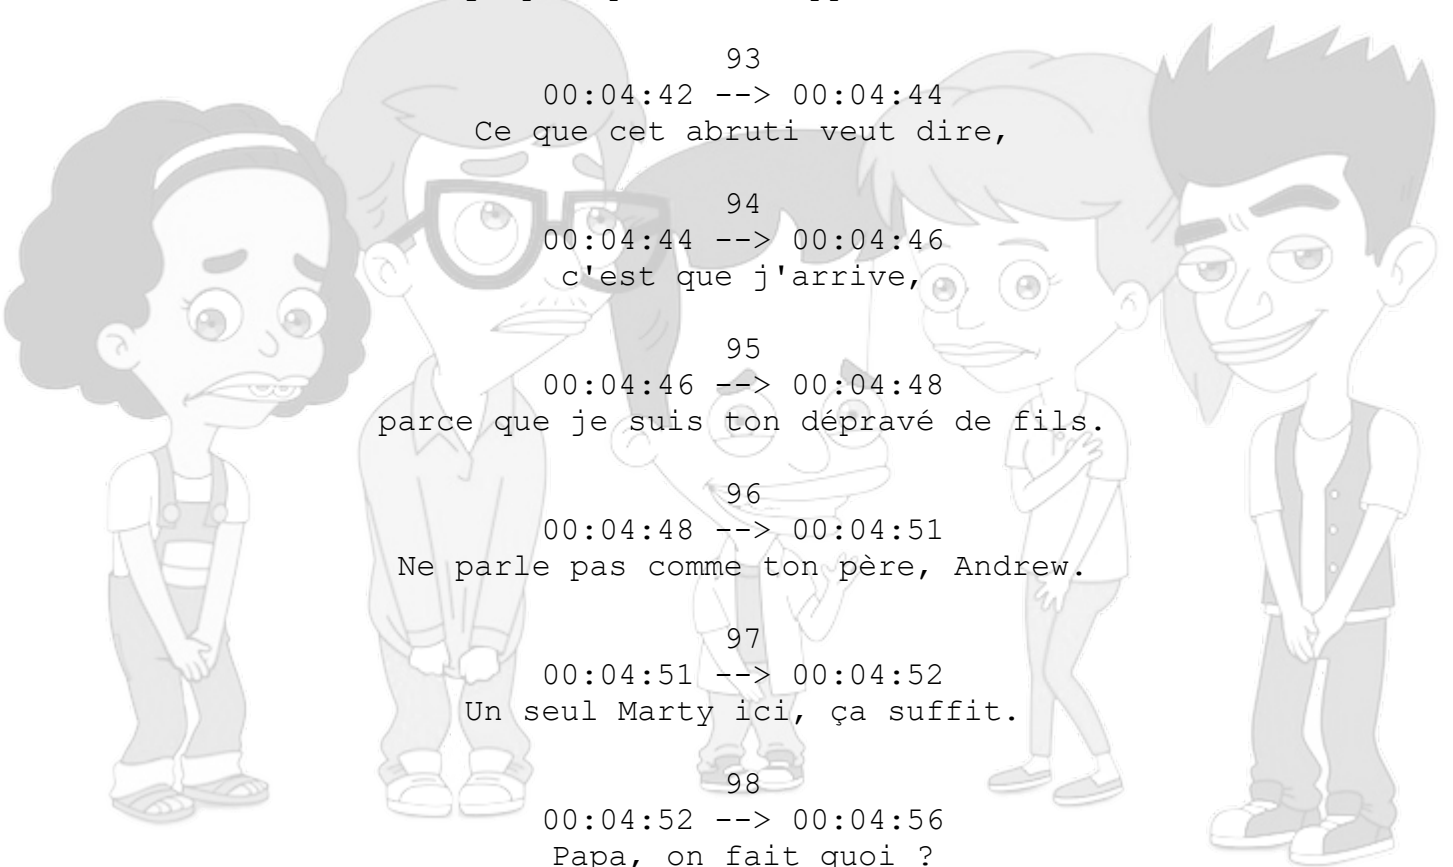 93
00:04:42 --> 00:04:44
Ce que cet abruti veut dire,
94
00:04:44 --> 00:04:46
c'est que j'arrive,
95
00:04:46 --> 00:04:48
parce que je suis ton dépravé de fils.
96
00:04:48 --> 00:04:51
Ne parle pas comme ton père, Andrew.
97
00:04:51 --> 00:04:52
Un seul Marty ici, ça suffit.
98
00:04:52 --> 00:04:56
Papa, on fait quoi ?